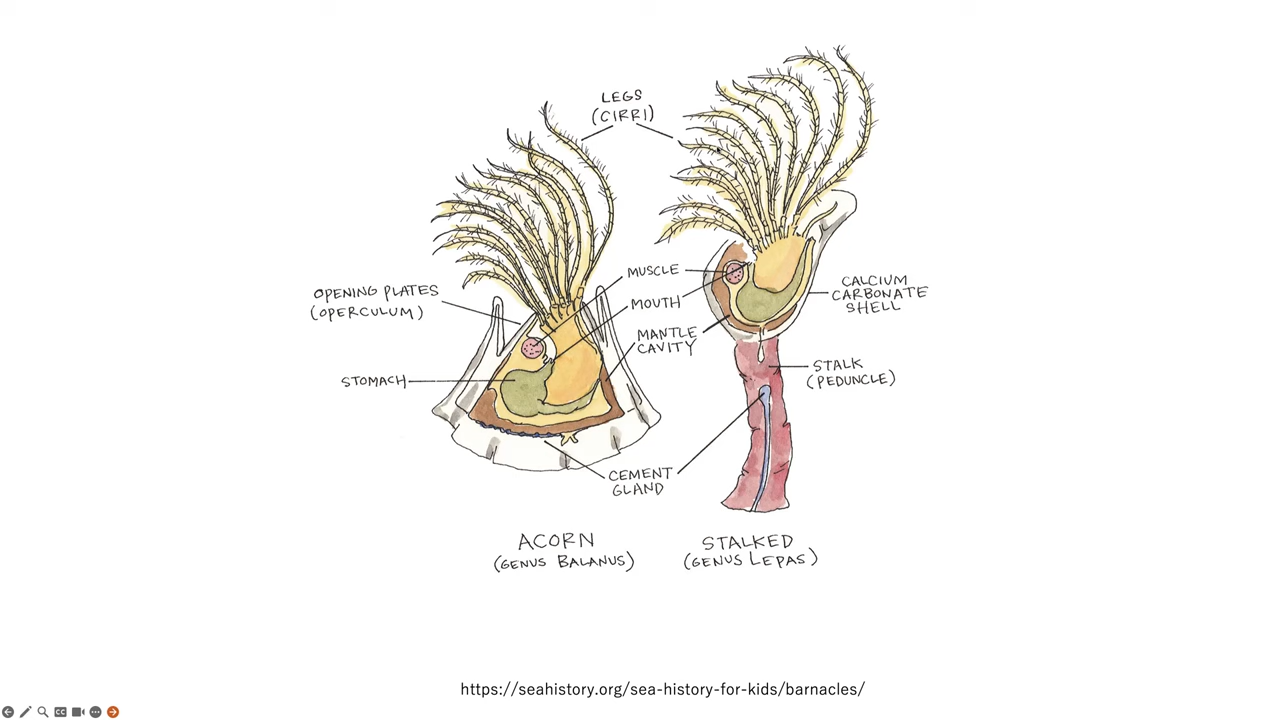 LEGS
(CIRRI)
MUSCLE
OPENING PLATES
(OPERCULUM)
MOUTH
CALCIUM
CARBONATE
SHELL
MANTLE
CAVITY
STOMACH
STALK
(PEDUNCLE)
CEMENT
GLAND
ACORN
(GENUS BALANUS)
STALKED
(GENUS LEPAS)
https://seahistory.org/sea-history-for-kids/barnacles/
CC